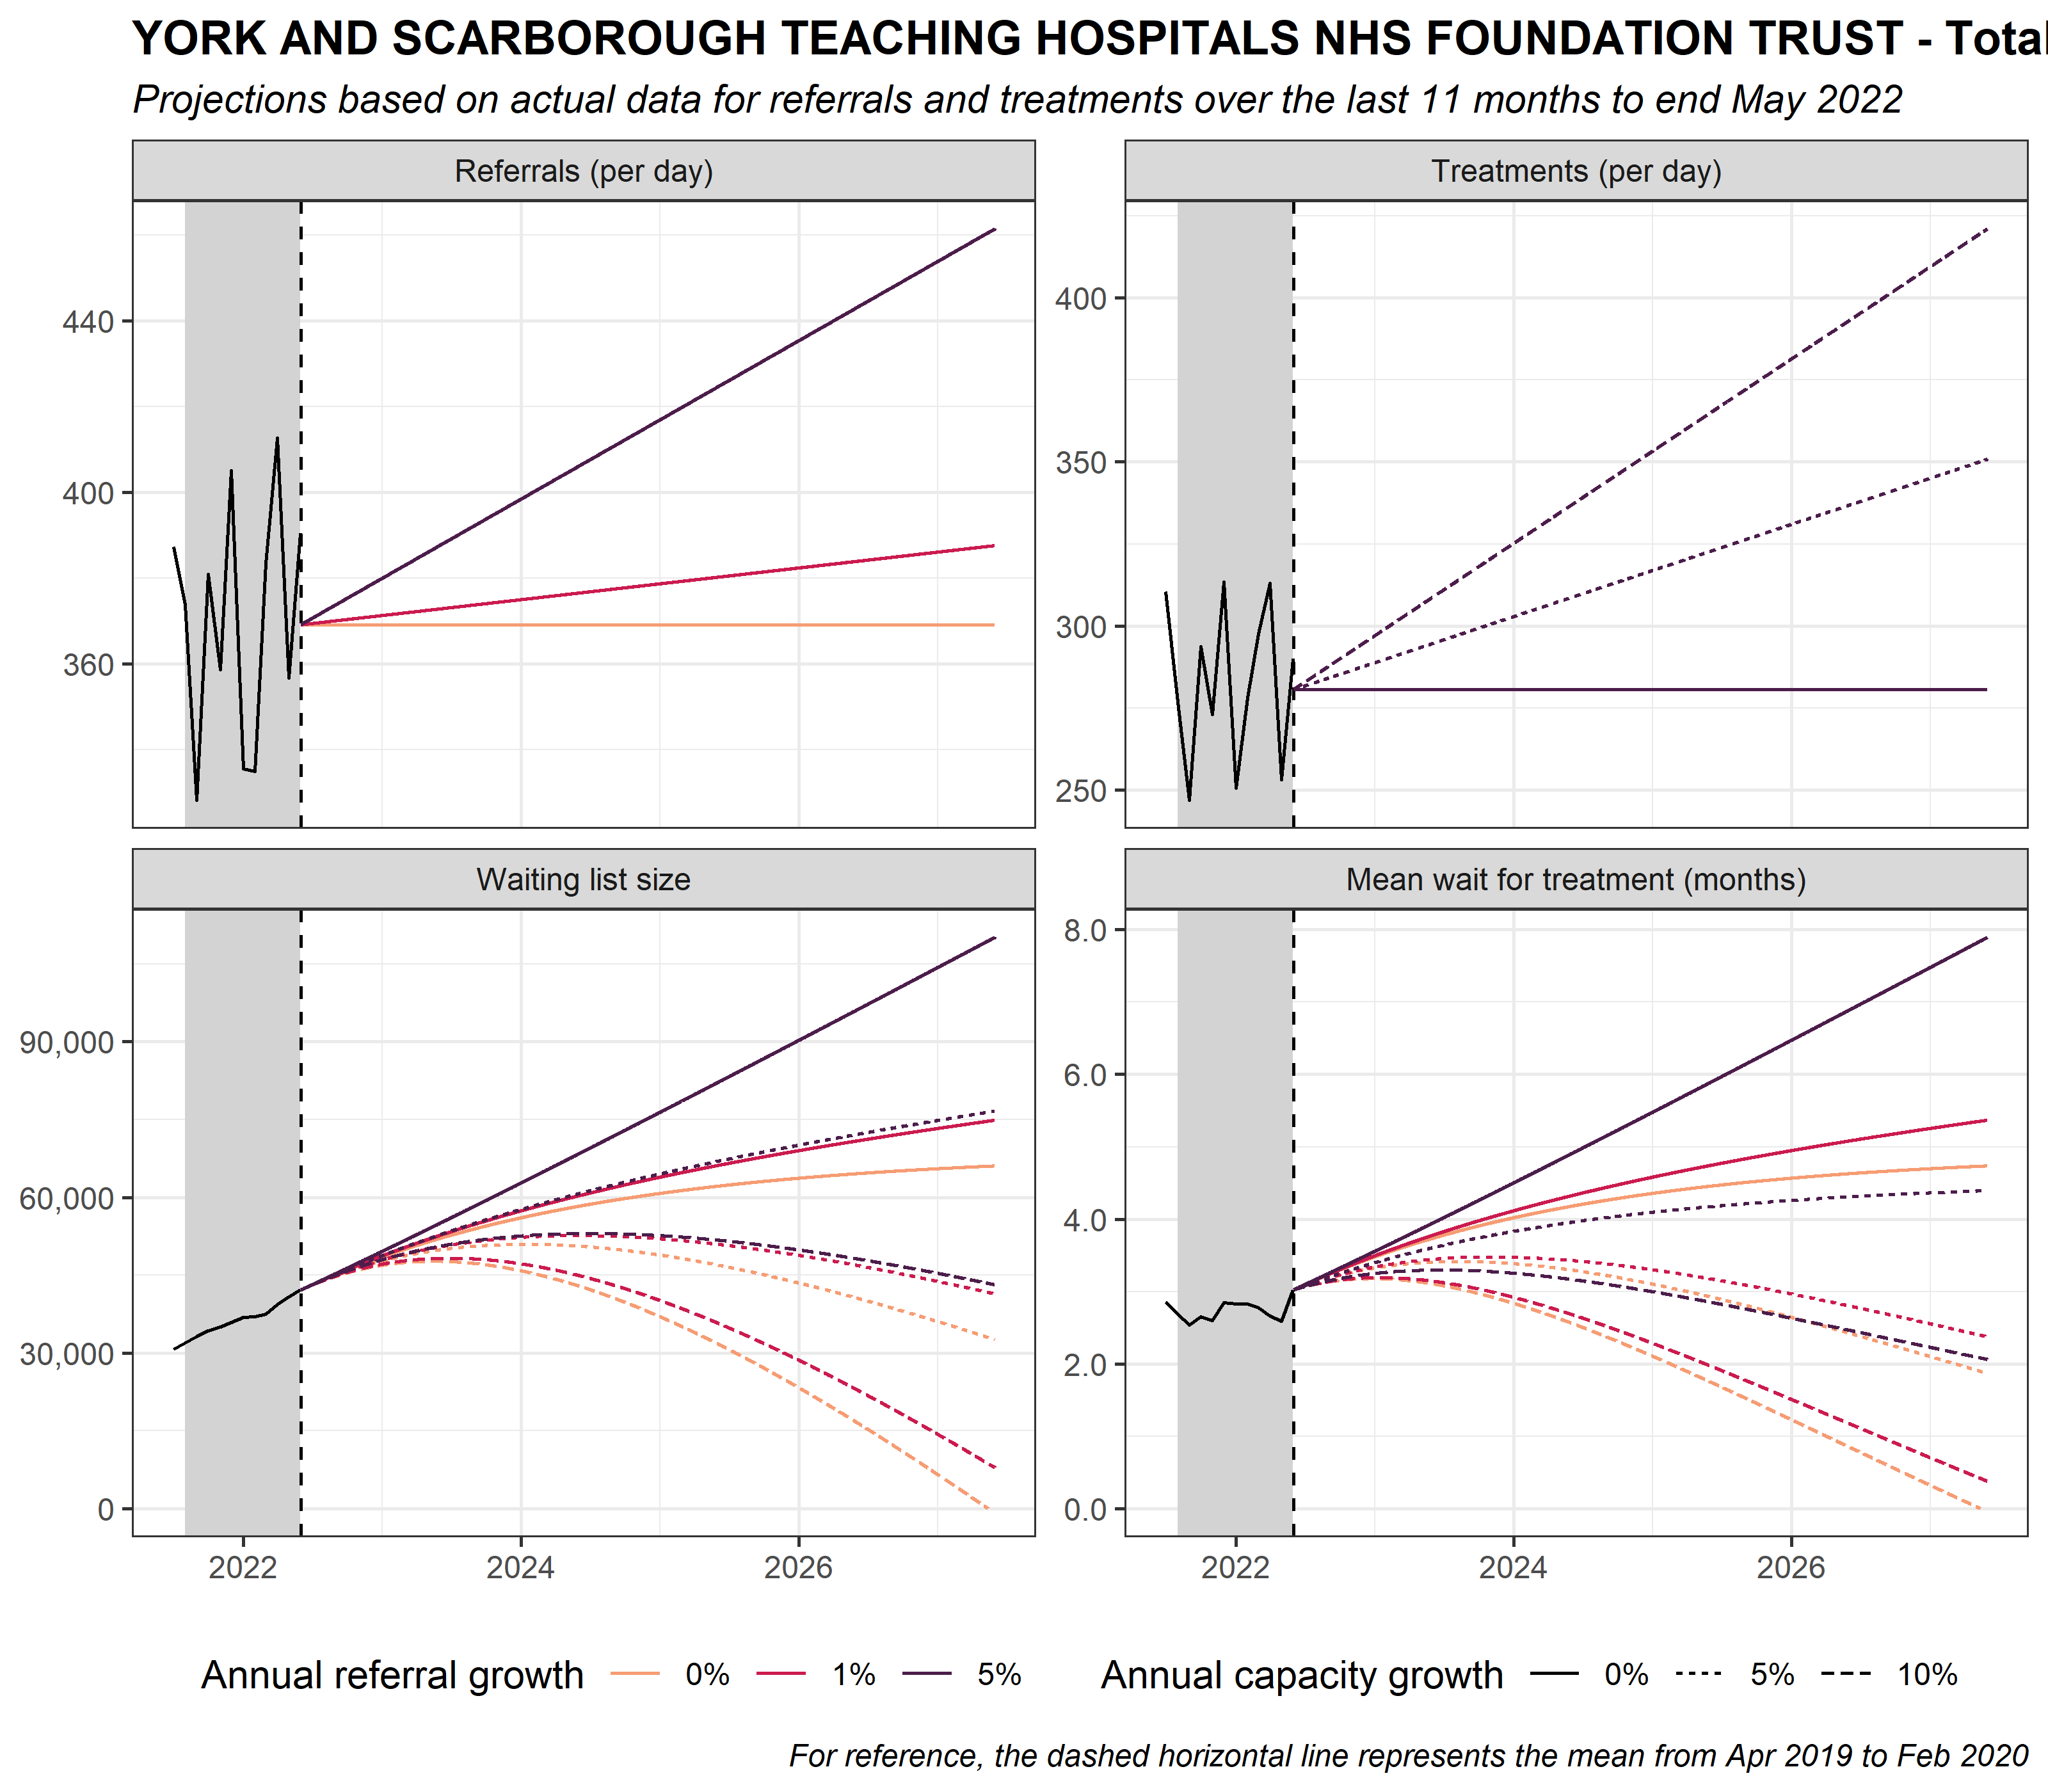 YORK AND SCARBOROUGH TEACHING HOSPITALS NHS FOUNDATION TRUST - Total
Projections based on actual data for referrals and treatments over the last 11 months to end May 2022
Referrals (per day)
440
400
360
Treatments (per day)
400
350
300
250
Waiting list size
90,000
60,000
30,000
0
2022 2024 2026
Mean wait for treatment (months)
8.0
6.0
4.0
2.0
0.0
2022 2024 2026
Annual referral growth 0% 1% 5%
Annual capacity growth 0% 5% 10%
For reference, the dashed horizontal line represents the mean from Apr 2019 to Feb 2020